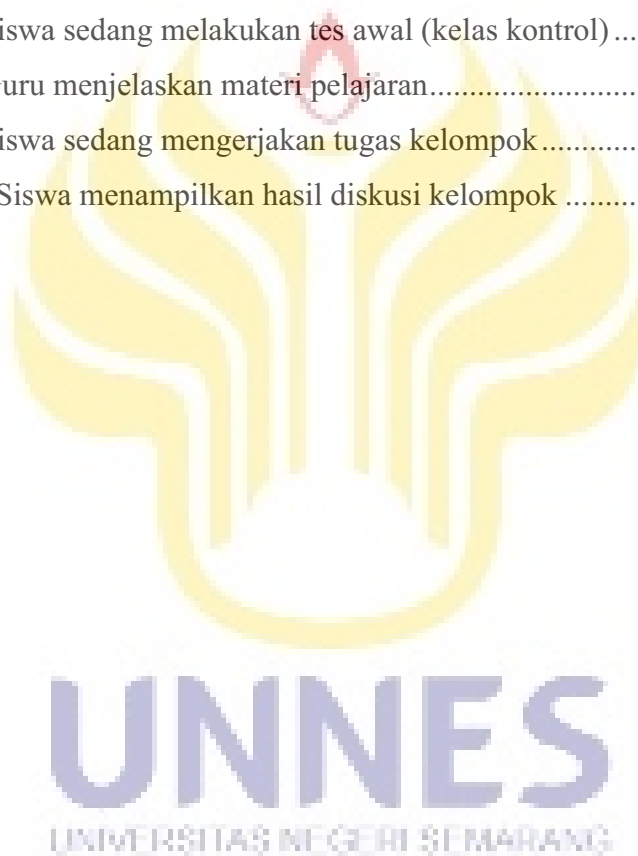 iswa sedang melakukan tes awal (kelas kontrol) ...
uru menjelaskan materi pelajaran.......................
iswa sedang mengerjakan tugas kelompok............
Siswa menampilkan hasil diskusi kelompok .........
UNNES
UNIVERSITAS NEGERI SEMARANG